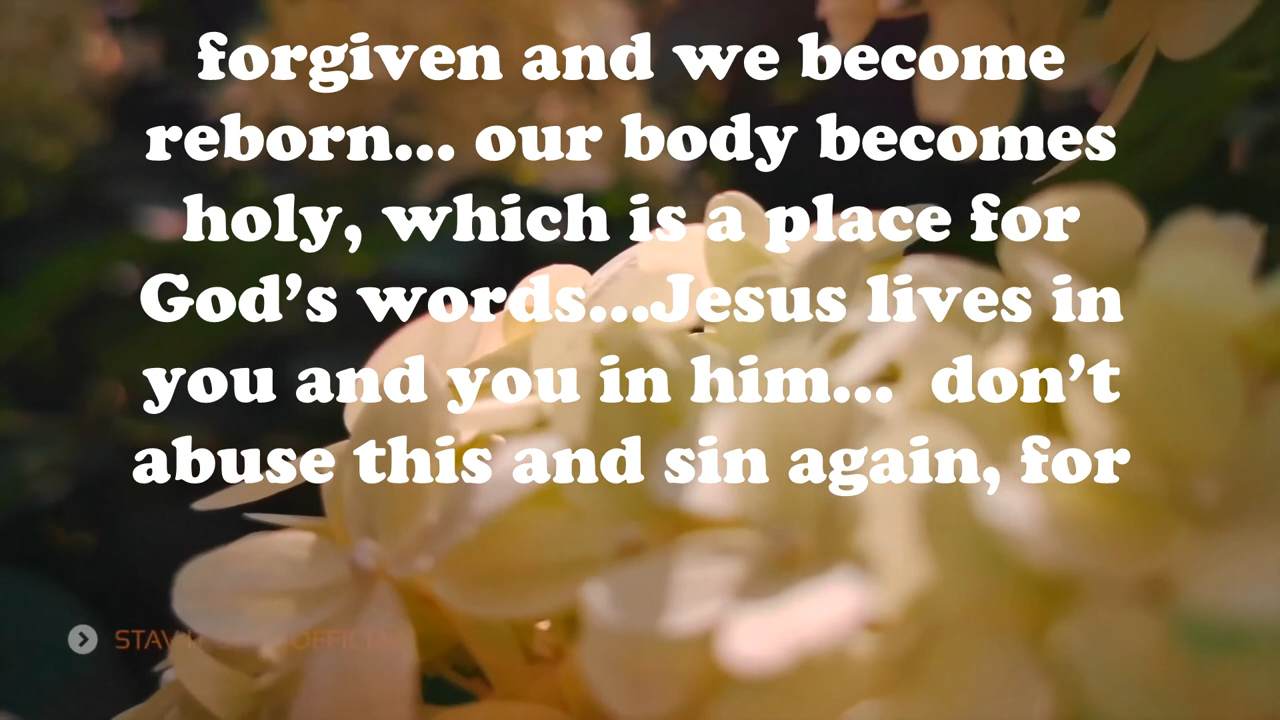 forgiven and we become
reborn... our body becomes
holy, which is a place for
God’s words...Jesus lives in
you and you in him... don’t
abuse this and sin again, for